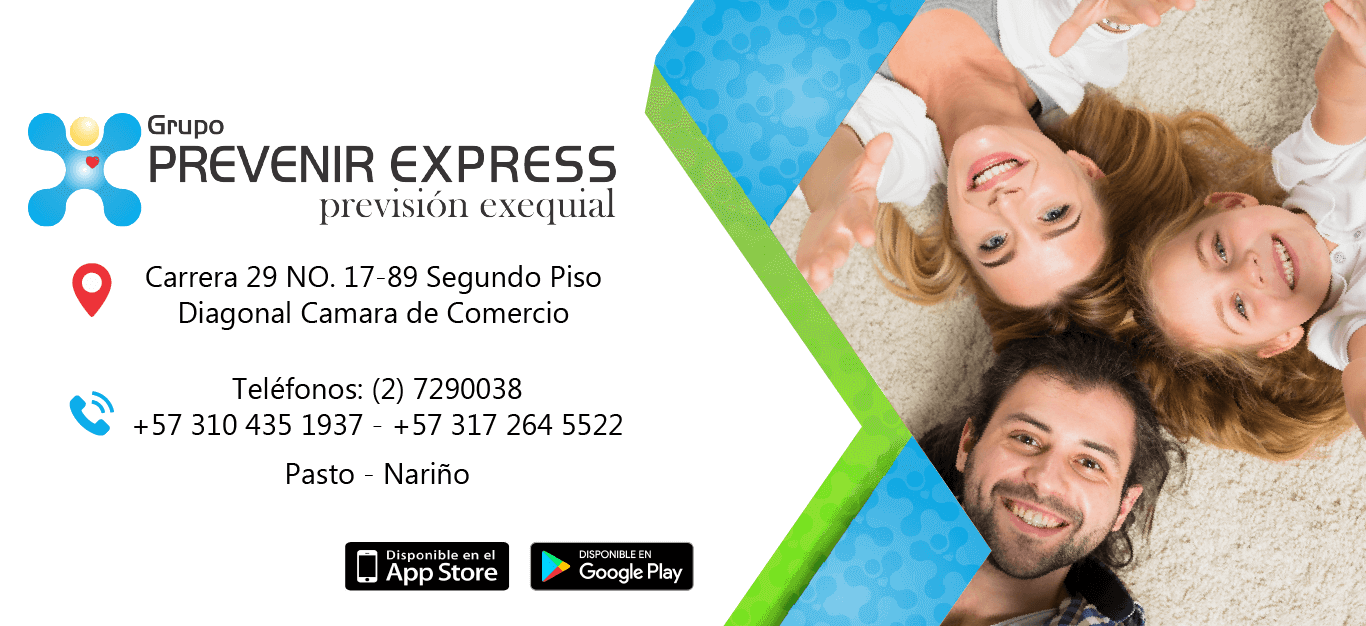 Grupo
PREVENIR EXPRESS
previsión exequial
Carrera 29 NO. 17-89 Segundo Piso
Diagonal Camara de Comercio
Teléfonos: (2) 7290038
+57 310 435 1937 - +57 317 264 5522
Pasto - Nariño
Disponible en el
App Store
DISPONIBLE EN
Google Play